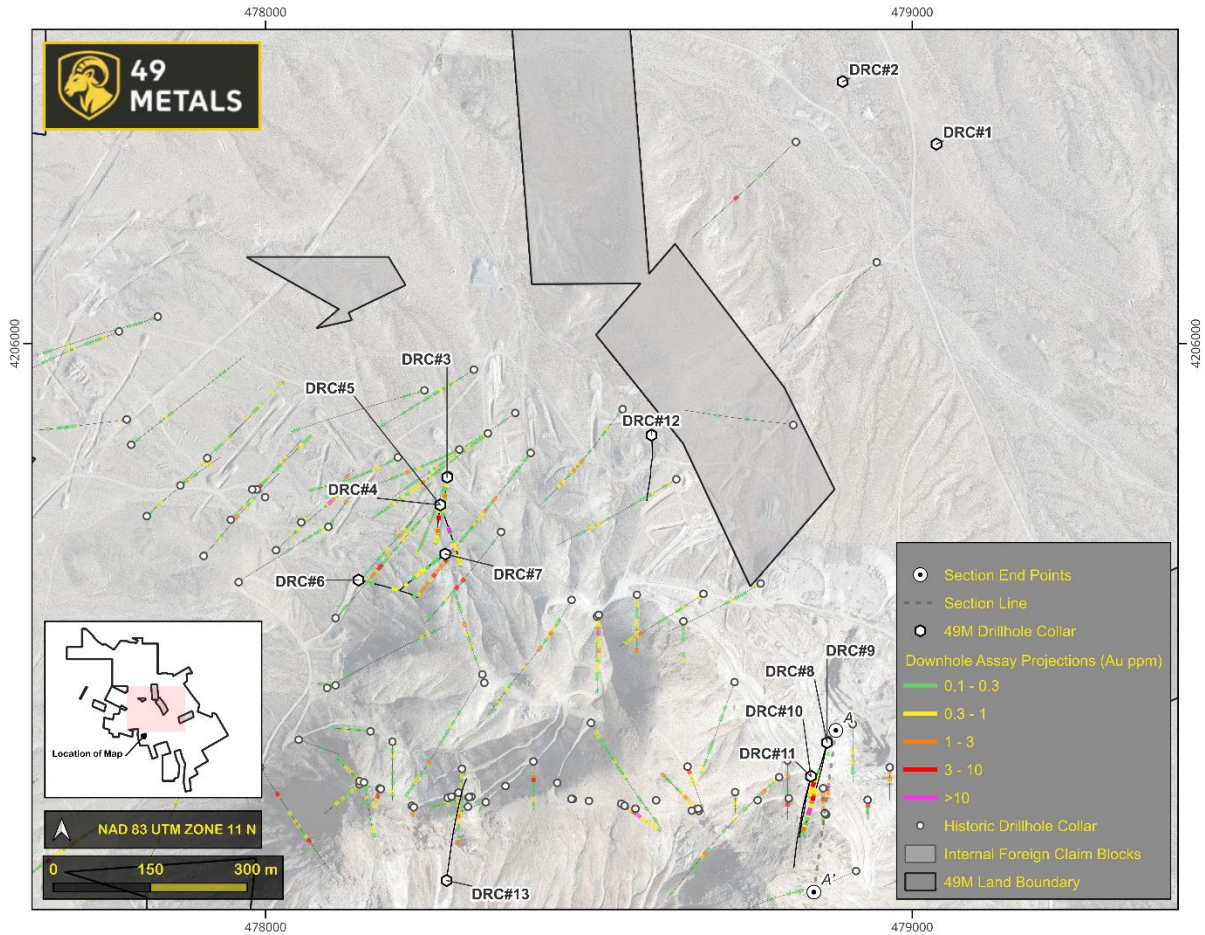 478000
479000
49
METALS
DRC#2
DRC#1
4206000
4206000
DRC#3
DRC#5
DRC#12
DRC#4
DRC#6
DRC#7
DRC#9
DRC#8
DRC#10
DRC#11
A
A'
DRC#13
Location of Map
NAD 83 UTM ZONE 11 N
0 150 300 m
Section End Points
Section Line
49M Drillhole Collar
Downhole Assay Projections (Au ppm)
0.1 - 0.3
0.3 - 1
1 - 3
3 - 10
>10
Historic Drillhole Collar
Internal Foreign Claim Blocks
49M Land Boundary
478000
479000